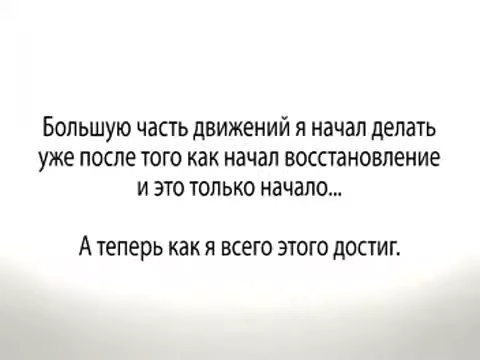 Большую часть движений я начал делать
уже после того как начал восстановление
и это только начало...
А теперь как я всего этого достиг.